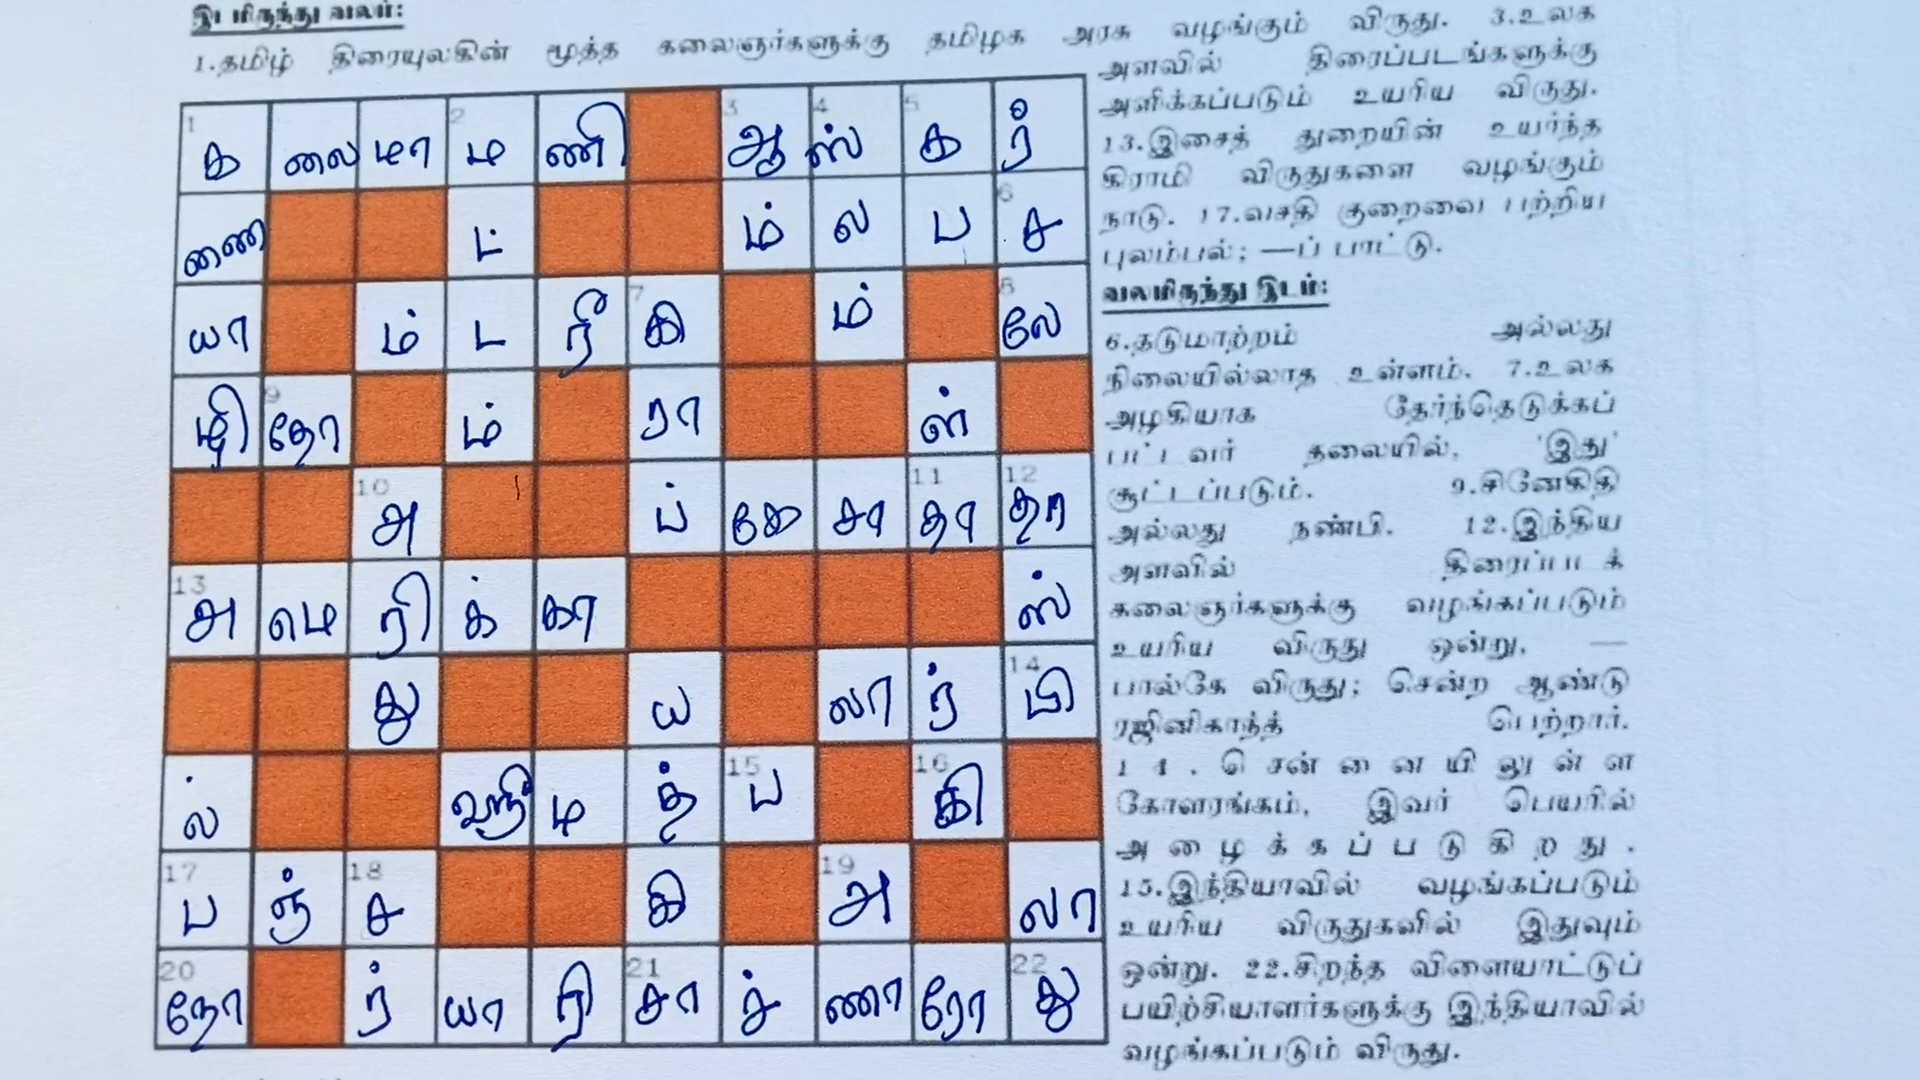 இடமிருந்து வலம்:
1.தமிழ் திரையுலகின் மூத்த கலைஞர்களுக்கு தமிழக அரசு வழங்கும் விருது. 3.உலக
அளவில் திரைப்படங்களுக்கு
அளிக்கப்படும் உயரிய விருது.
13.இசைத் துறையின் உயர்ந்த
கிராமி விருதுகளை வழங்கும்
நாடு. 17.வசதி குறைவை பற்றிய
புலம்பல்; —ப் பாட்டு.
வலமிருந்து இடம்:
6.தடுமாற்றம் அல்லது
நிலையில்லாத உள்ளம். 7.உலக
அழகியாக தேர்ந்தெடுக்கப்
பட்டவர் தலையில், 'இது'
சூட்டப்படும். 9.சினேகிதி
அல்லது நண்பி. 12.இந்திய
அளவில் திரைப்படக்
கலைஞர்களுக்கு வழங்கப்படும்
உயரிய விருது ஒன்று, —
பால்கே விருது; சென்ற ஆண்டு
ரஜினிகாந்த் பெற்றார்.
14.சென்னையிலுள்ள
கோளரங்கம், இவர் பெயரில்
அழைக்கப்படுகிறது.
15.இந்தியாவில் வழங்கப்படும்
உயரிய விருதுகளில் இதுவும்
ஒன்று. 22.சிறந்த விளையாட்டுப்
பயிற்சியாளர்களுக்கு இந்தியாவில்
வழங்கப்படும் விருது.
1 க லை மா 2 ம ணி 3 ஆ 4 ஸ் 5 க ர்
ணை ட் ம் ல ப 6 ச
யா ம் ட ரீ 7 கி ம் 8 லே
ழி 9 தோ ம் ரா ள்
10 அ ப் கே சா 11 தா 12 தா
13 அ மெ ரி க் கா ஸ்
து ய லா ர் 14 பி
ல் ஸ்ரீ ம த் 15 ப 16 கி
17 ப ஞ் 18 ச கி 19 அ லா
20 நோ ர் யா ரி 21 சா ச் ணா ரோ 22 து